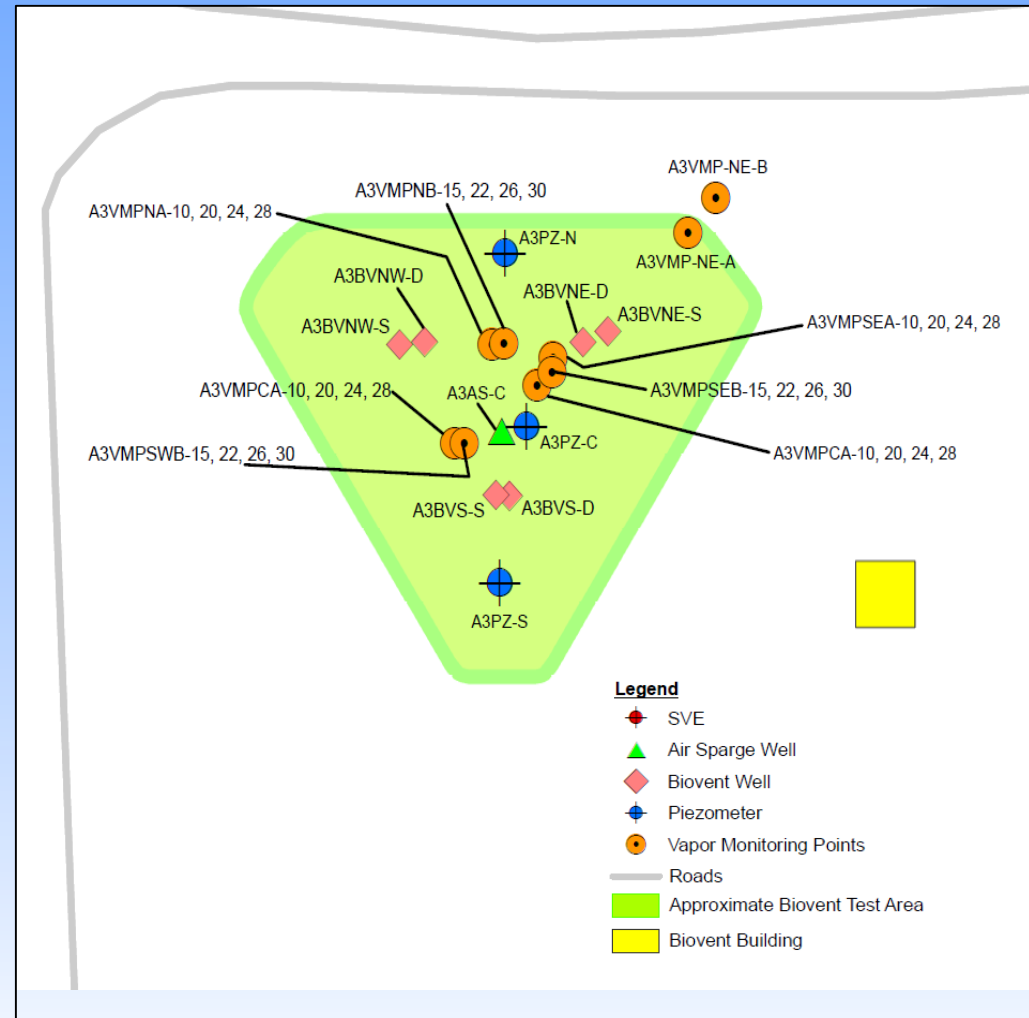 A3VMP-NE-B
A3VMPNB-15, 22, 26, 30
A3VMPNA-10, 20, 24, 28
A3PZ-N
A3VMP-NE-A
A3BVNW-D
A3BVNE-D
A3BVNE-S
A3BVNW-S
A3VMPSEA-10, 20, 24, 28
A3VMPCA-10, 20, 24, 28
A3AS-C
A3VMPSEB-15, 22, 26, 30
A3PZ-C
A3VMPSWB-15, 22, 26, 30
A3VMPCA-10, 20, 24, 28
A3BVS-S
A3BVS-D
A3PZ-S
Legend
SVE
Air Sparge Well
Biovent Well
Piezometer
Vapor Monitoring Points
Roads
Approximate Biovent Test Area
Biovent Building